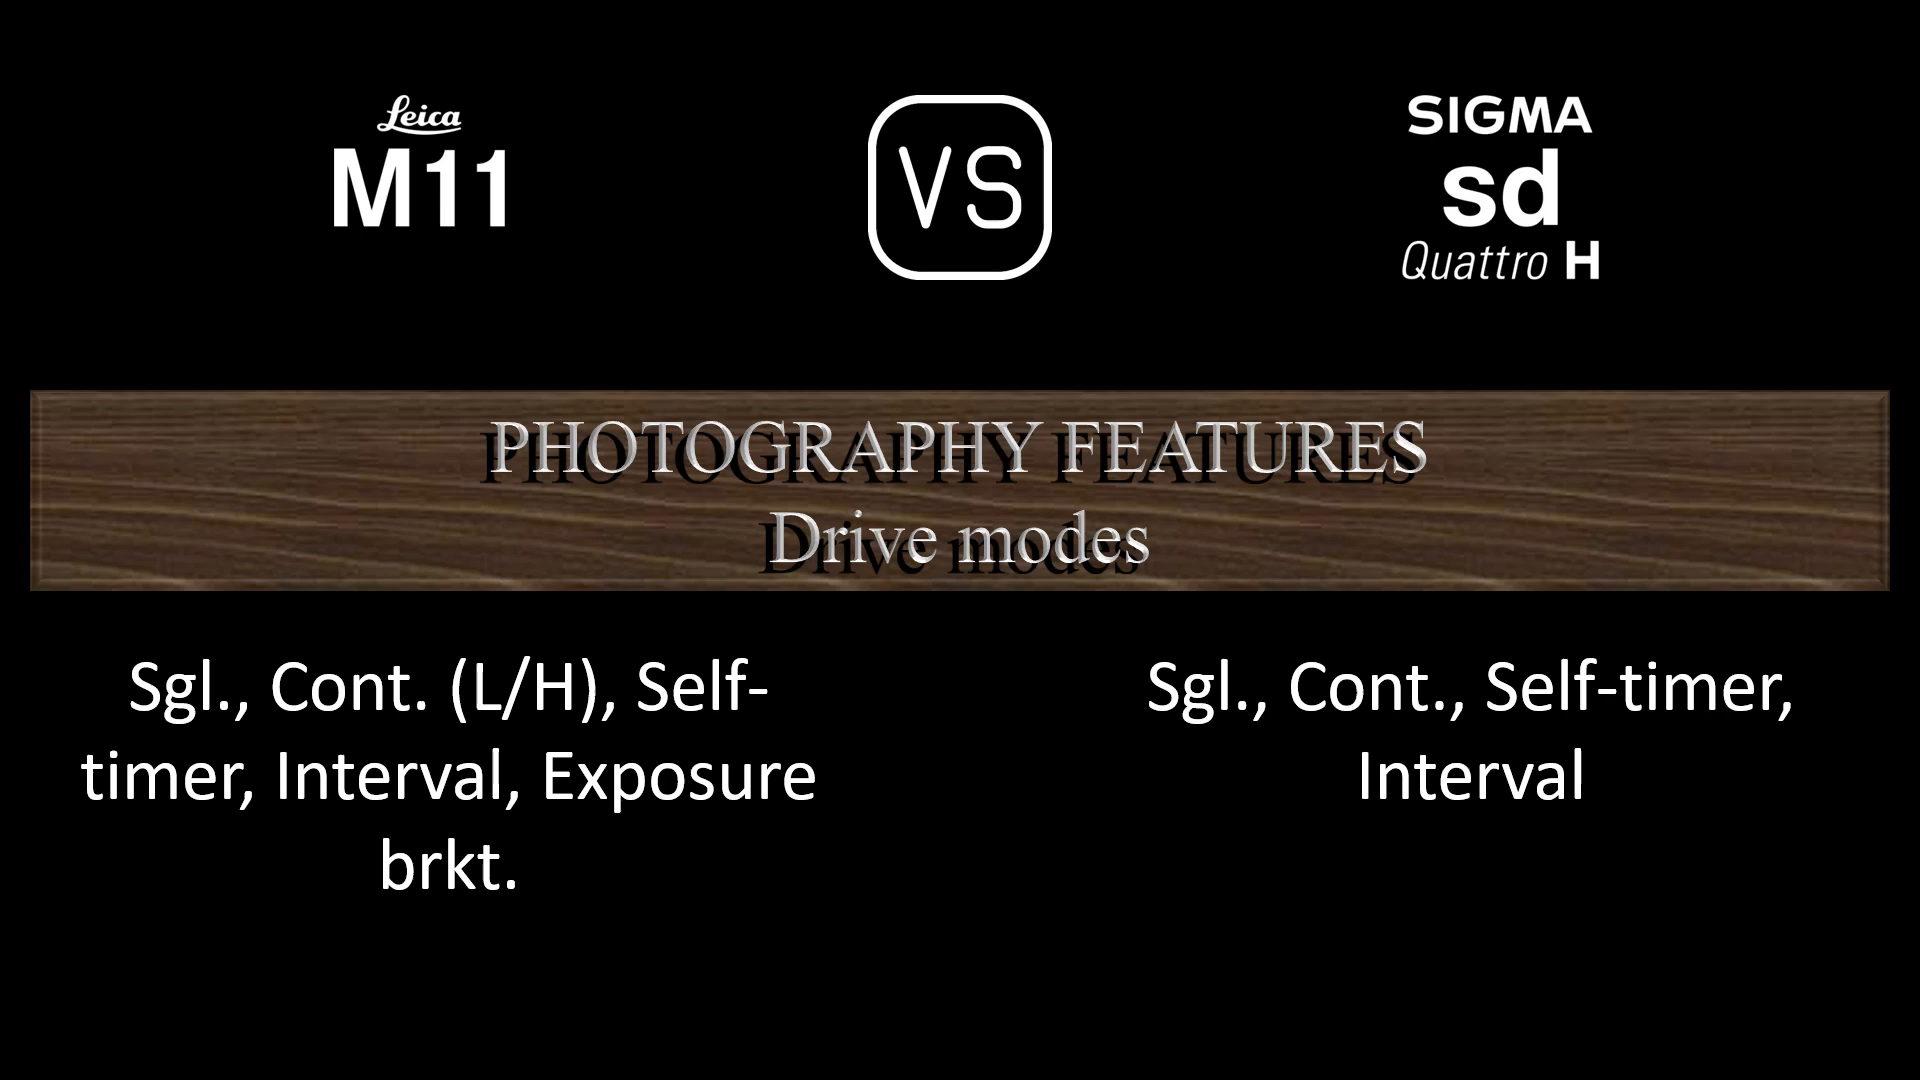 Leica
M11
VS
SIGMA
sd
Quattro H
PHOTOGRAPHY FEATURES
Drive modes
Sgl., Cont. (L/H), Self-
timer, Interval, Exposure
brkt.
Sgl., Cont., Self-timer,
Interval